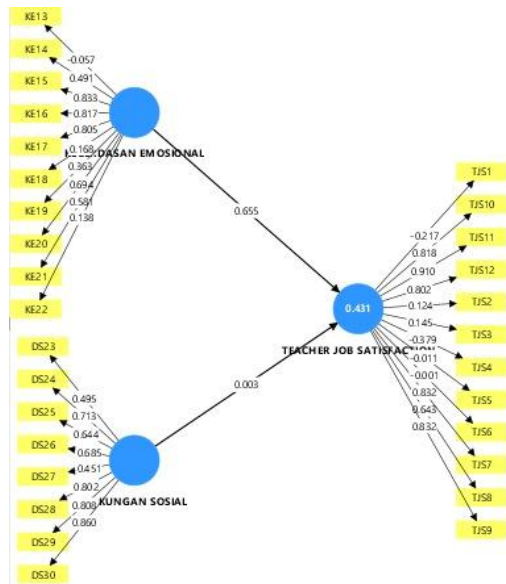 KE13
KE14
KE15
KE16
KE17
KE18
KE19
KE20
KE21
KE22
-0.057
0.491
0.833
0.817
0.805
0.168
0.363
0.694
0.581
0.138
EMOSIONAL
0.655
DS23
DS24
DS25
DS26
DS27
DS28
DS29
DS30
0.495
0.713
0.644
0.685
0.451
0.802
0.808
0.860
KUNGAN SOSIAL
0.003
0.431
TEACHER JOB SATISFACTION
-0.217
0.818
0.910
0.802
0.124
0.145
-0.379
-0.011
-0.001
0.832
0.643
0.832
TJS1
TJS10
TJS11
TJS12
TJS2
TJS3
TJS4
TJS5
TJS6
TJS7
TJS8
TJS9